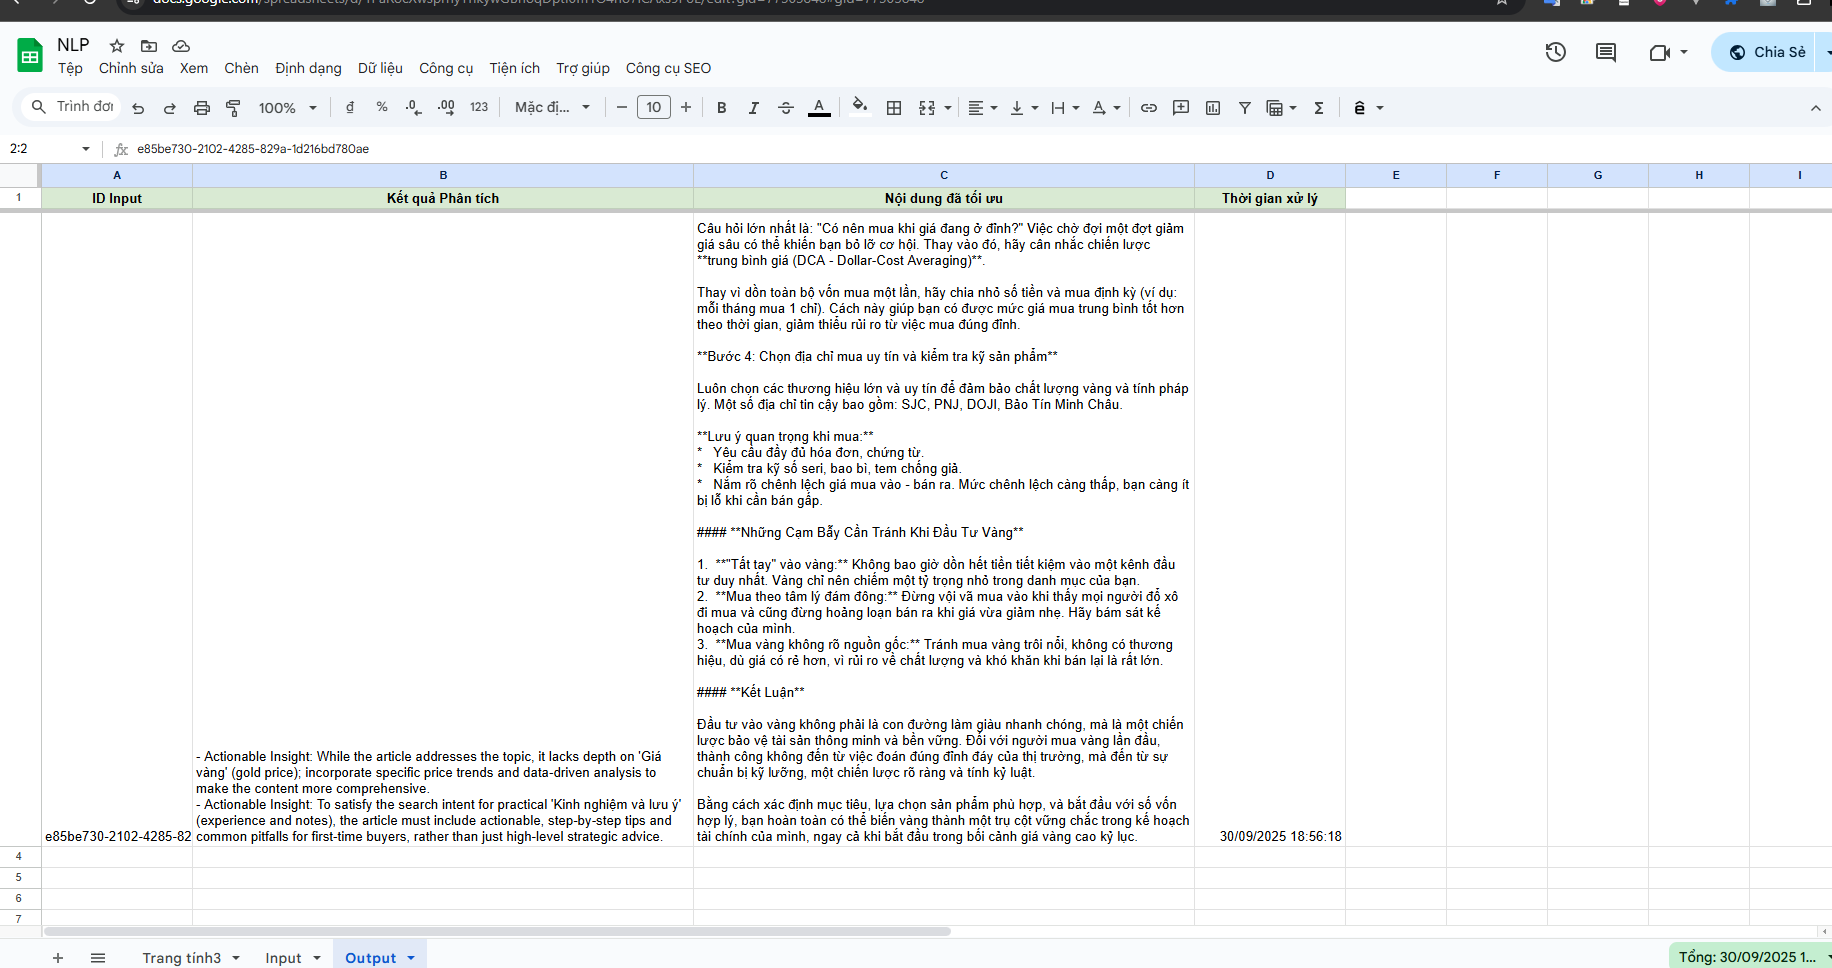 NLP
Tệp Chỉnh sửa Xem Chèn Định dạng Dữ liệu Công cụ Tiện ích Trợ giúp Công cụ SEO
Chia Sẻ
Trình đơn 100% ₫ % .0 .00 123 Mặc đị... 10 B I A
2:2 fx e85be730-2102-4285-829a-1d216bd780ae
A B C D E F G H I
1 ID Input Kết quả Phân tích Nội dung đã tối ưu Thời gian xử lý
Câu hỏi lớn nhất là: "Có nên mua khi giá đang ở đỉnh?" Việc chờ đợi một đợt giảm
giá sâu có thể khiến bạn bỏ lỡ cơ hội. Thay vào đó, hãy cân nhắc chiến lược
**trung bình giá (DCA - Dollar-Cost Averaging)**.
Thay vì dồn toàn bộ vốn mua một lần, hãy chia nhỏ số tiền và mua định kỳ (ví dụ:
mỗi tháng mua 1 chỉ). Cách này giúp bạn có được mức giá mua trung bình tốt hơn
theo thời gian, giảm thiểu rủi ro từ việc mua đúng đỉnh.
**Bước 4: Chọn địa chỉ mua uy tín và kiểm tra kỹ sản phẩm**
Luôn chọn các thương hiệu lớn và uy tín để đảm bảo chất lượng vàng và tính pháp
lý. Một số địa chỉ tin cậy bao gồm: SJC, PNJ, DOJI, Bảo Tín Minh Châu.
**Lưu ý quan trọng khi mua:**
* Yêu cầu đầy đủ hóa đơn, chứng từ.
* Kiểm tra kỹ số seri, bao bì, tem chống giả.
* Nắm rõ chênh lệch giá mua vào - bán ra. Mức chênh lệch càng thấp, bạn càng ít
bị lỗ khi cần bán gấp.
#### **Những Cạm Bẫy Cần Tránh Khi Đầu Tư Vàng**
1. **"Tất tay" vào vàng:** Không bao giờ dồn hết tiền tiết kiệm vào một kênh đầu
tư duy nhất. Vàng chỉ nên chiếm một tỷ trọng nhỏ trong danh mục của bạn.
2. **Mua theo tâm lý đám đông:** Đừng vội vã mua vào khi thấy mọi người đổ xô
đi mua và cũng đừng hoảng loạn bán ra khi giá vừa giảm nhẹ. Hãy bám sát kế
hoạch của mình.
3. **Mua vàng không rõ nguồn gốc:** Tránh mua vàng trôi nổi, không có thương
hiệu, dù giá có rẻ hơn, vì rủi ro về chất lượng và khó khăn khi bán lại là rất lớn.
#### **Kết Luận**
Đầu tư vào vàng không phải là con đường làm giàu nhanh chóng, mà là một chiến
lược bảo vệ tài sản thông minh và bền vững. Đối với người mua vàng lần đầu,
thành công không đến từ việc đoán đúng đỉnh đáy của thị trường, mà đến từ sự
chuẩn bị kỹ lưỡng, một chiến lược rõ ràng và tính kỷ luật.
Bằng cách xác định mục tiêu, lựa chọn sản phẩm phù hợp, và bắt đầu với số vốn
hợp lý, bạn hoàn toàn có thể biến vàng thành một trụ cột vững chắc trong kế hoạch
tài chính của mình, ngay cả khi bắt đầu trong bối cảnh giá vàng cao kỷ lục.
- Actionable Insight: While the article addresses the topic, it lacks depth on 'Giá
vàng' (gold price); incorporate specific price trends and data-driven analysis to
make the content more comprehensive.
- Actionable Insight: To satisfy the search intent for practical 'Kinh nghiệm và lưu ý'
(experience and notes), the article must include actionable, step-by-step tips and
common pitfalls for first-time buyers, rather than just high-level strategic advice.
e85be730-2102-4285-82
30/09/2025 18:56:18
4
5
6
7
Trang tính3 Input Output
Tổng: 30/09/2025 1...